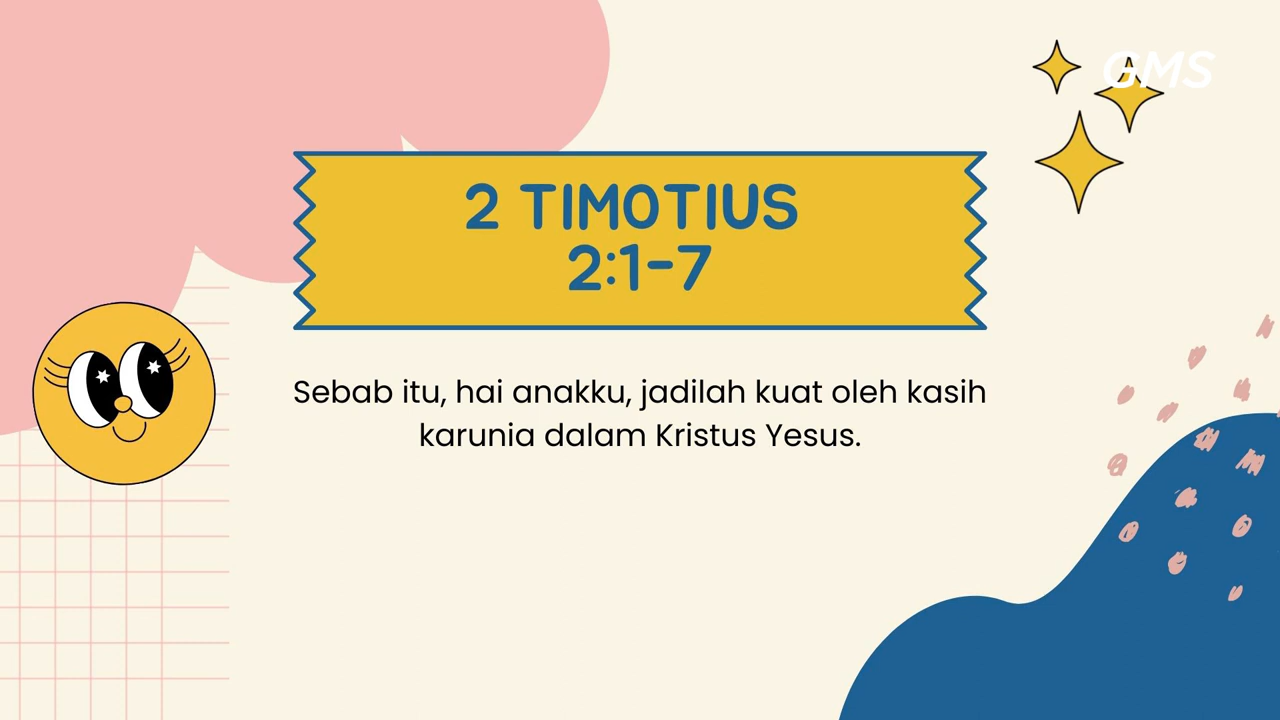 GMS
2 TIMOTIUS
2:1-7
Sebab itu, hai anakku, jadilah kuat oleh kasih
karunia dalam Kristus Yesus.